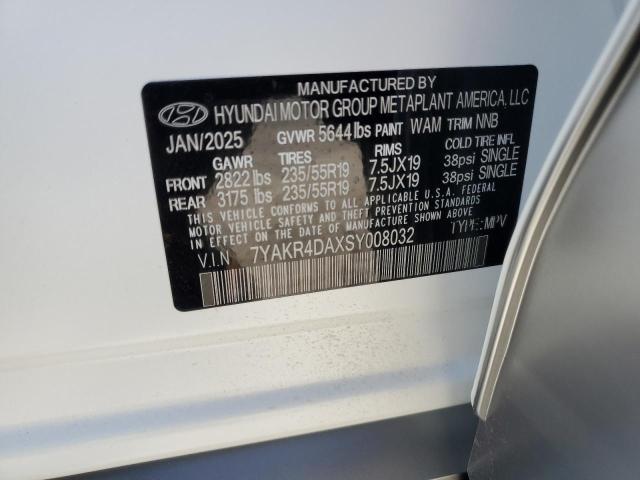 MANUFACTURED BY
HYUNDAI MOTOR GROUP METAPLANT AMERICA, LLC
JAN/2025 GVWR 5644 lbs PAINT WAM TRIM NNB
GAWR TIRES RIMS COLD TIRE INFL
FRONT 2822 lbs 235/55R19 7.5JX19 38psi SINGLE
REAR 3175 lbs 235/55R19 7.5JX19 38psi SINGLE
THIS VEHICLE CONFORMS TO ALL APPLICABLE U.S.A. FEDERAL
MOTOR VEHICLE SAFETY AND THEFT PREVENTION STANDARDS
IN EFFECT ON THE DATE OF MANUFACTURE SHOWN ABOVE.
V.I.N 7YAKR4DAXSY008032 TYPE:MPV